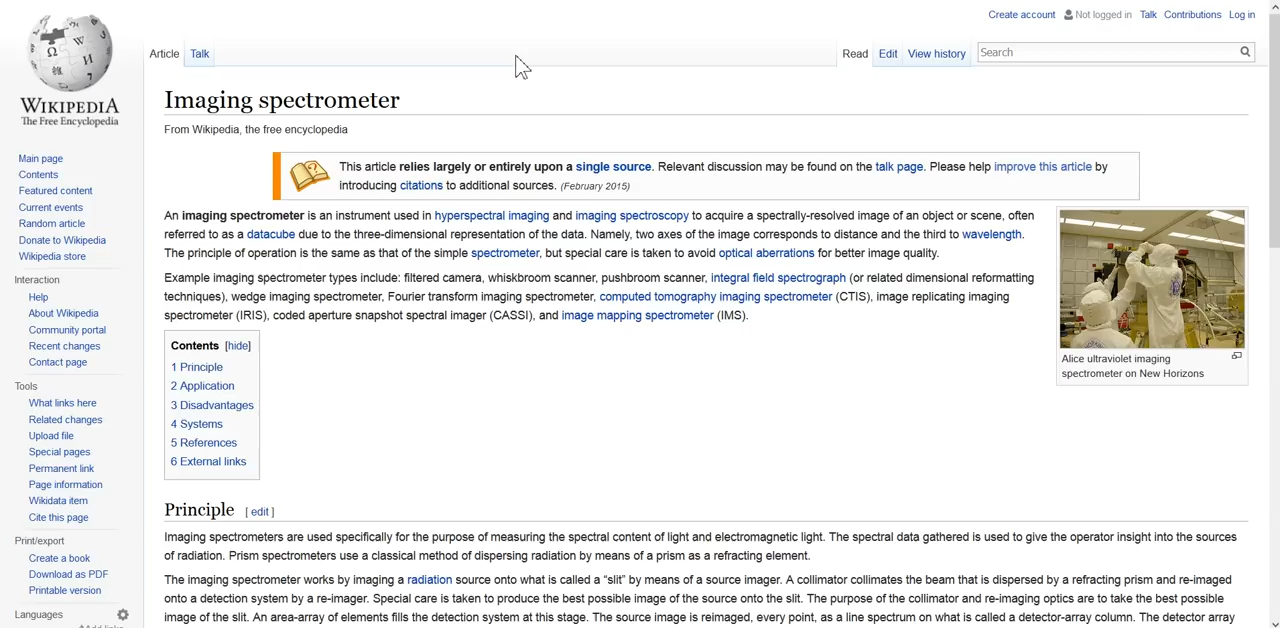 Create account Not logged in Talk Contributions Log in
Article Talk Read Edit View history Search
WIKIPEDIA
The Free Encyclopedia
Main page
Contents
Featured content
Current events
Random article
Donate to Wikipedia
Wikipedia store
Interaction
Help
About Wikipedia
Community portal
Recent changes
Contact page
Tools
What links here
Related changes
Upload file
Special pages
Permanent link
Page information
Wikidata item
Cite this page
Print/export
Create a book
Download as PDF
Printable version
Languages
Imaging spectrometer
From Wikipedia, the free encyclopedia
This article relies largely or entirely upon a single source. Relevant discussion may be found on the talk page. Please help improve this article by
introducing citations to additional sources. (February 2015)
An imaging spectrometer is an instrument used in hyperspectral imaging and imaging spectroscopy to acquire a spectrally-resolved image of an object or scene, often
referred to as a datacube due to the three-dimensional representation of the data. Namely, two axes of the image corresponds to distance and the third to wavelength.
The principle of operation is the same as that of the simple spectrometer, but special care is taken to avoid optical aberrations for better image quality.
Example imaging spectrometer types include: filtered camera, whiskbroom scanner, pushbroom scanner, integral field spectrograph (or related dimensional reformatting
techniques), wedge imaging spectrometer, Fourier transform imaging spectrometer, computed tomography imaging spectrometer (CTIS), image replicating imaging
spectrometer (IRIS), coded aperture snapshot spectral imager (CASSI), and image mapping spectrometer (IMS).
Alice ultraviolet imaging
spectrometer on New Horizons
Contents [hide]
1 Principle
2 Application
3 Disadvantages
4 Systems
5 References
6 External links
Principle [ edit ]
Imaging spectrometers are used specifically for the purpose of measuring the spectral content of light and electromagnetic light. The spectral data gathered is used to give the operator insight into the sources
of radiation. Prism spectrometers use a classical method of dispersing radiation by means of a prism as a refracting element.
The imaging spectrometer works by imaging a radiation source onto what is called a “slit” by means of a source imager. A collimator collimates the beam that is dispersed by a refracting prism and re-imaged
onto a detection system by a re-imager. Special care is taken to produce the best possible image of the source onto the slit. The purpose of the collimator and re-imaging optics are to take the best possible
image of the slit. An area-array of elements fills the detection system at this stage. The source image is reimaged, every point, as a line spectrum on what is called a detector-array column. The detector array